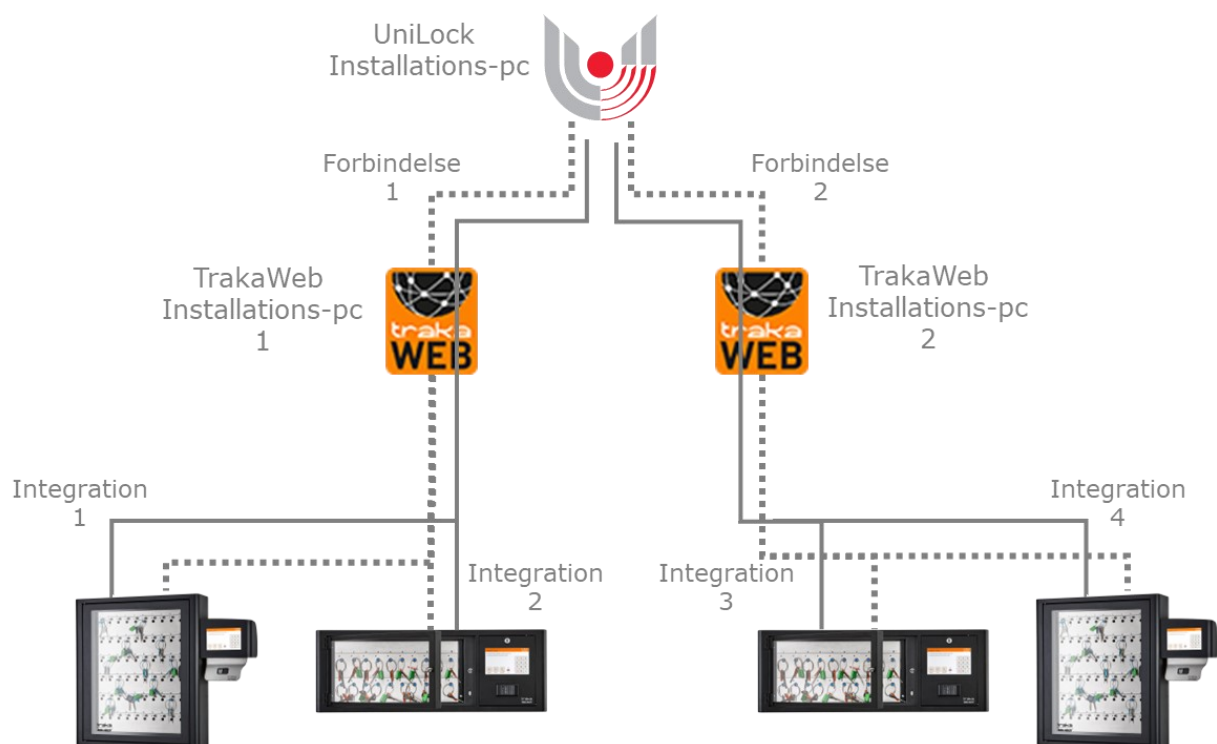 UniLock
Installations-pc
Forbindelse
1
Forbindelse
2
TrakaWeb
Installations-pc
1
traka
WEB
traka
WEB
TrakaWeb
Installations-pc
2
Integration
1
Integration
2
Integration
3
Integration
4